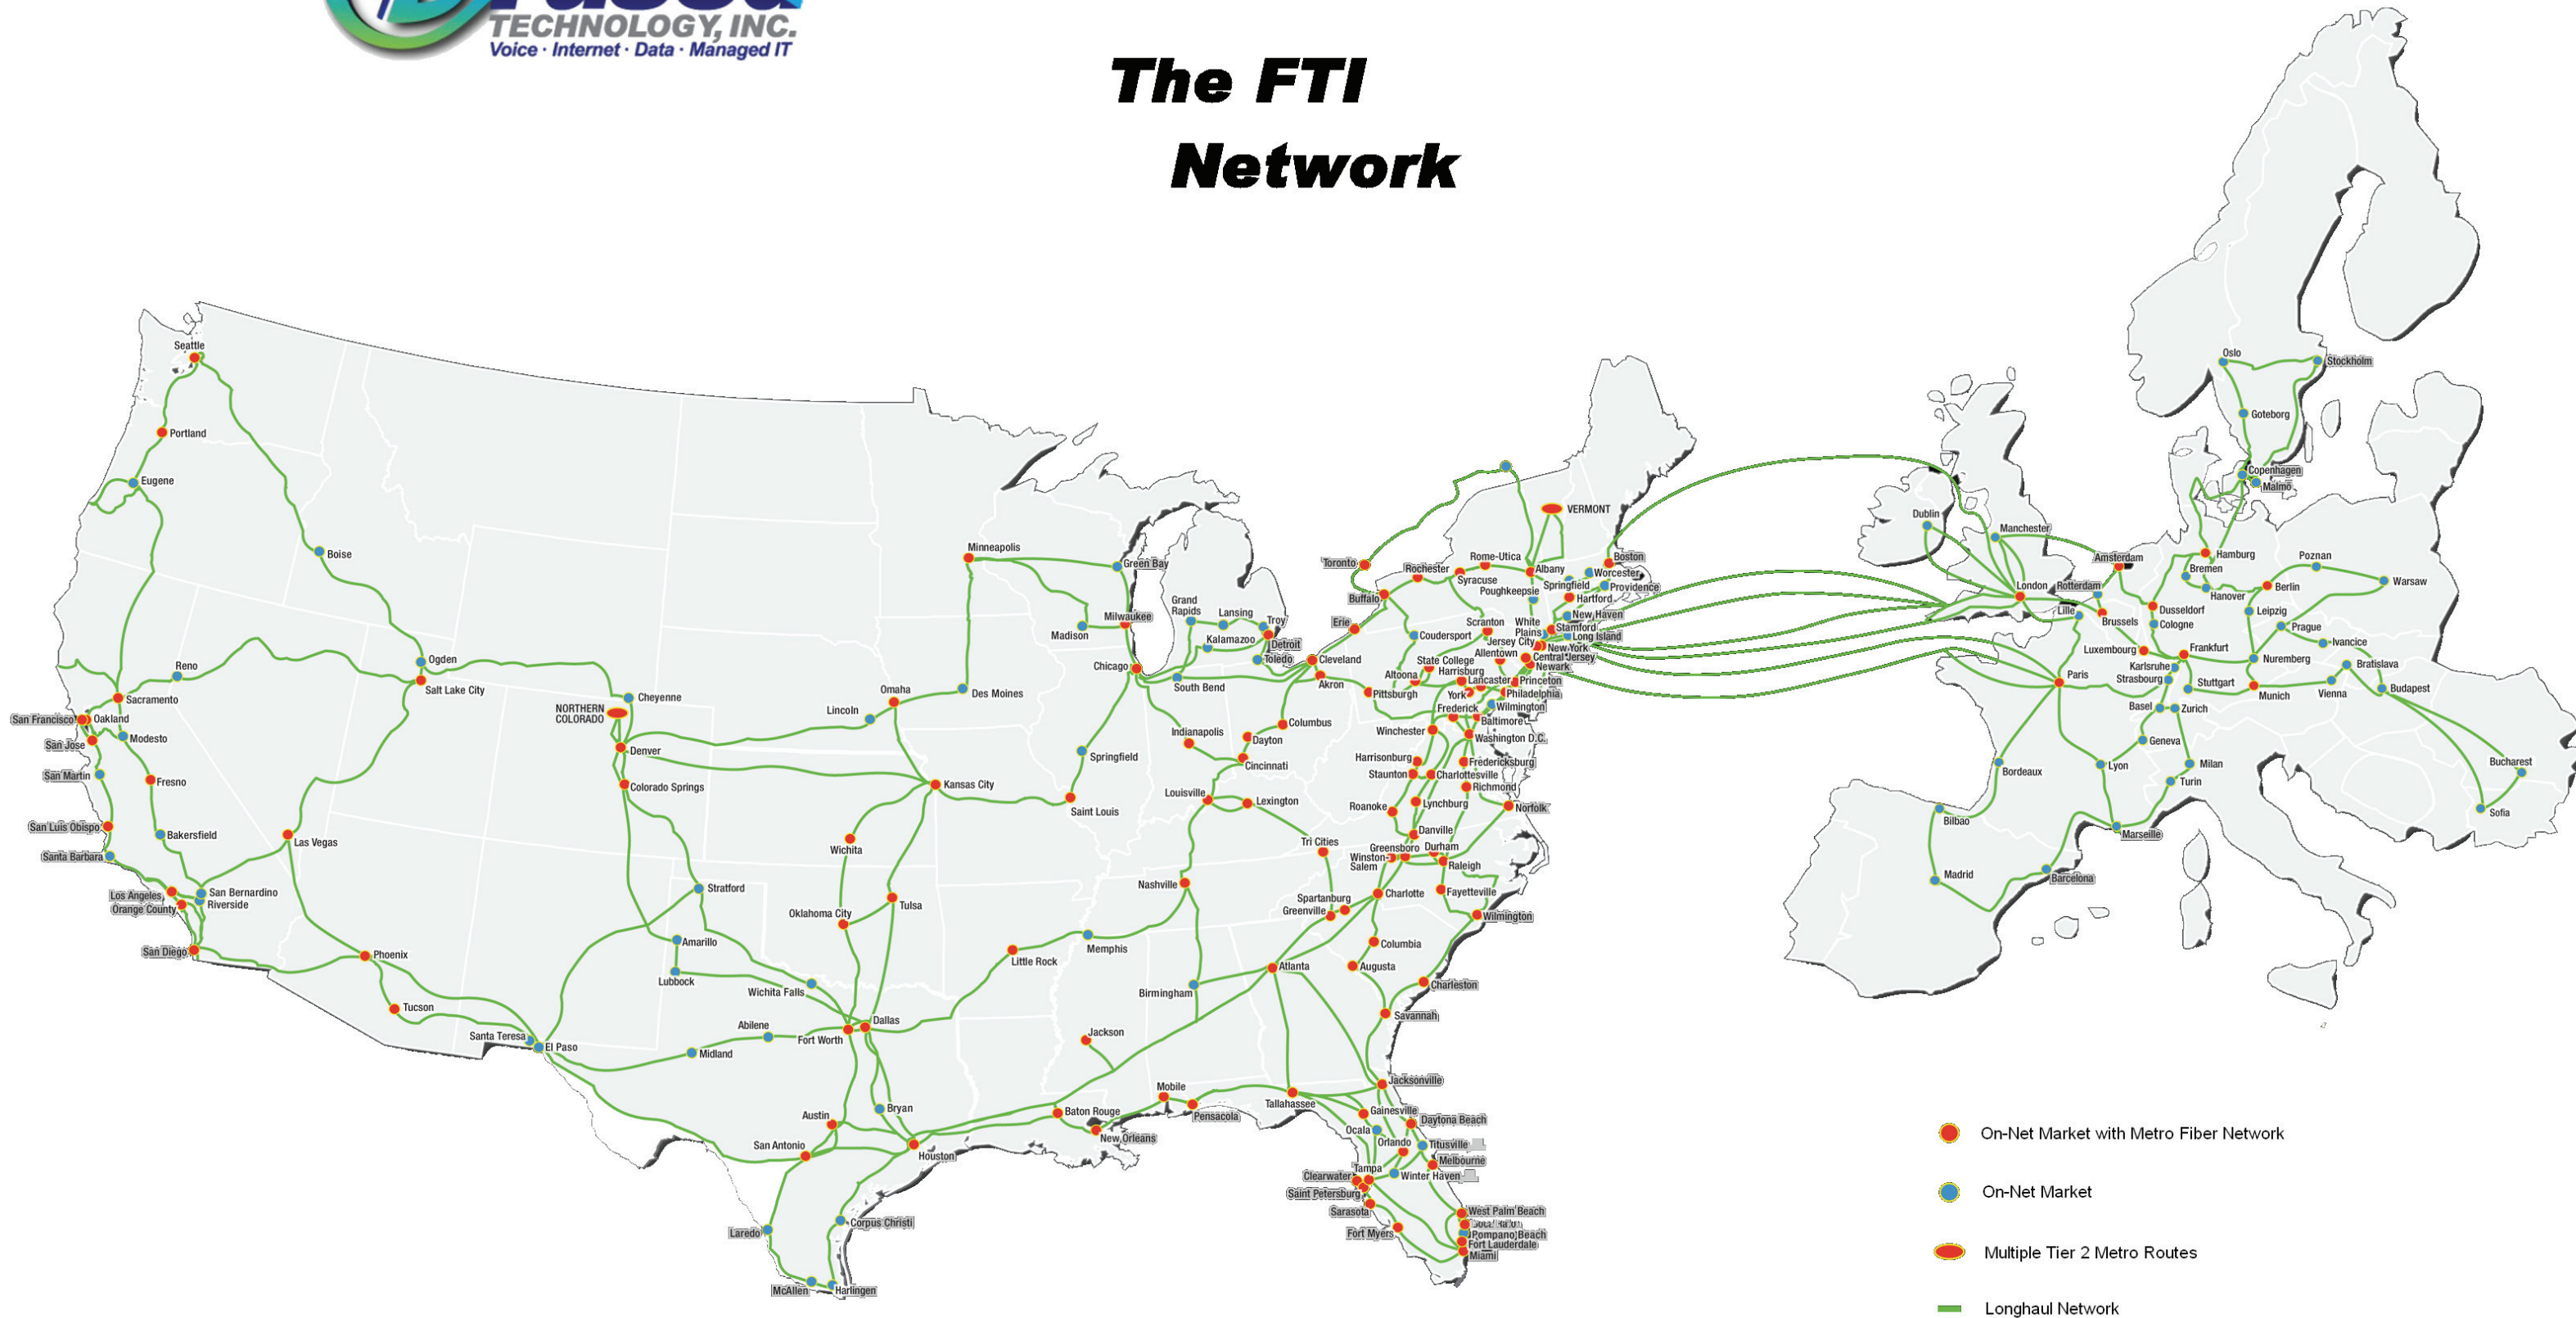 TECHNOLOGY, INC.
Voice · Internet · Data · Managed IT
The FTI
Network
Seattle
Portland
Eugene
Boise
Reno
Sacramento
San Francisco
Oakland
San Jose
Modesto
San Martin
Fresno
San Luis Obispo
Bakersfield
Santa Barbara
Los Angeles
Orange County
San Bernardino
Riverside
San Diego
Las Vegas
Phoenix
Tucson
Ogden
Salt Lake City
Cheyenne
NORTHERN
COLORADO
Denver
Colorado Springs
Stratford
Amarillo
Lubbock
Wichita Falls
Santa Teresa
El Paso
Midland
Abilene
Fort Worth
Dallas
Austin
Bryan
San Antonio
Houston
Laredo
Corpus Christi
McAllen
Harlingen
Minneapolis
Green Bay
Milwaukee
Madison
Chicago
Omaha
Lincoln
Des Moines
Kansas City
Saint Louis
Springfield
Wichita
Oklahoma City
Tulsa
Little Rock
Memphis
Jackson
Baton Rouge
New Orleans
Mobile
Pensacola
Grand
Rapids
Lansing
Troy
Detroit
Kalamazoo
Toledo
South Bend
Indianapolis
Columbus
Dayton
Cincinnati
Louisville
Lexington
Nashville
Birmingham
Atlanta
Tri Cities
Spartanburg
Greenville
Cleveland
Akron
Erie
Buffalo
Toronto
Rochester
Syracuse
Rome-Utica
Albany
VERMONT
Boston
Worcester
Springfield
Providence
Hartford
Poughkeepsie
New Haven
Stamford
White
Plains
Long Island
Jersey City
New York
Central Jersey
Newark
Scranton
Coudersport
Allentown
State College
Harrisburg
Altoona
Lancaster
Princeton
York
Philadelphia
Pittsburgh
Wilmington
Frederick
Baltimore
Winchester
Washington D.C.
Harrisonburg
Fredericksburg
Staunton
Charlottesville
Richmond
Roanoke
Lynchburg
Norfolk
Danville
Greensboro
Durham
Winston-
Salem
Raleigh
Charlotte
Fayetteville
Wilmington
Columbia
Augusta
Charleston
Savannah
Jacksonville
Tallahassee
Gainesville
Daytona Beach
Ocala
Orlando
Titusville
Melbourne
Tampa
Clearwater
Winter Haven
Saint Petersburg
Sarasota
Fort Myers
West Palm Beach
Pompano Beach
Fort Lauderdale
Miami
Oslo
Stockholm
Goteborg
Copenhagen
Malmo
Dublin
Manchester
London
Amsterdam
Rotterdam
Lille
Brussels
Hamburg
Bremen
Hanover
Berlin
Poznan
Warsaw
Dusseldorf
Cologne
Leipzig
Prague
Ivancice
Luxembourg
Frankfurt
Nuremberg
Bratislava
Karlsruhe
Strasbourg
Stuttgart
Munich
Vienna
Budapest
Paris
Basel
Zurich
Geneva
Lyon
Milan
Turin
Bordeaux
Bilbao
Madrid
Barcelona
Marseille
Bucharest
Sofia
On-Net Market with Metro Fiber Network
On-Net Market
Multiple Tier 2 Metro Routes
Longhaul Network